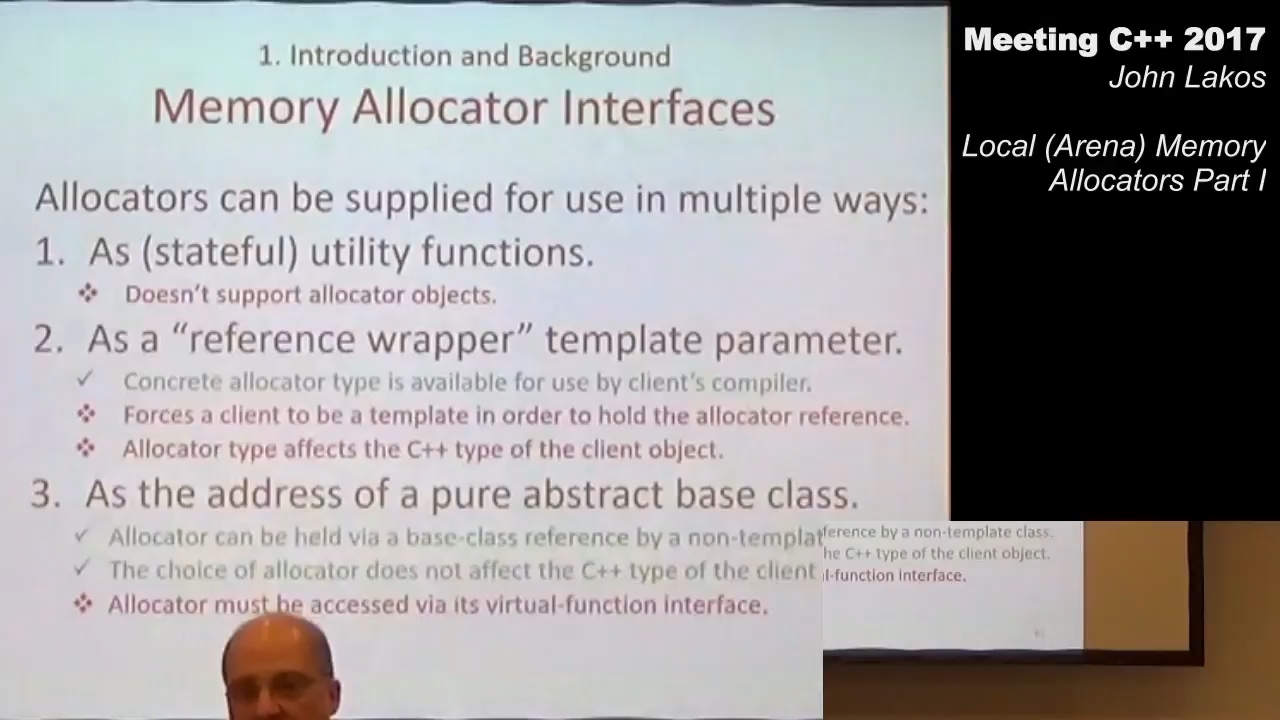 1. Introduction and Background
Memory Allocator Interfaces
Allocators can be supplied for use in multiple ways:
1. As (stateful) utility functions.
❖ Doesn't support allocator objects.
2. As a “reference wrapper” template parameter.
✓ Concrete allocator type is available for use by client's compiler.
❖ Forces a client to be a template in order to hold the allocator reference.
❖ Allocator type affects the C++ type of the client object.
3. As the address of a pure abstract base class.
✓ Allocator can be held via a base-class reference by a non-templat
✓ The choice of allocator does not affect the C++ type of the client
❖ Allocator must be accessed via its virtual-function interface.
ference by a non-template class.
he C++ type of the client object.
l-function interface.
Meeting C++ 2017
John Lakos
Local (Arena) Memory
Allocators Part I